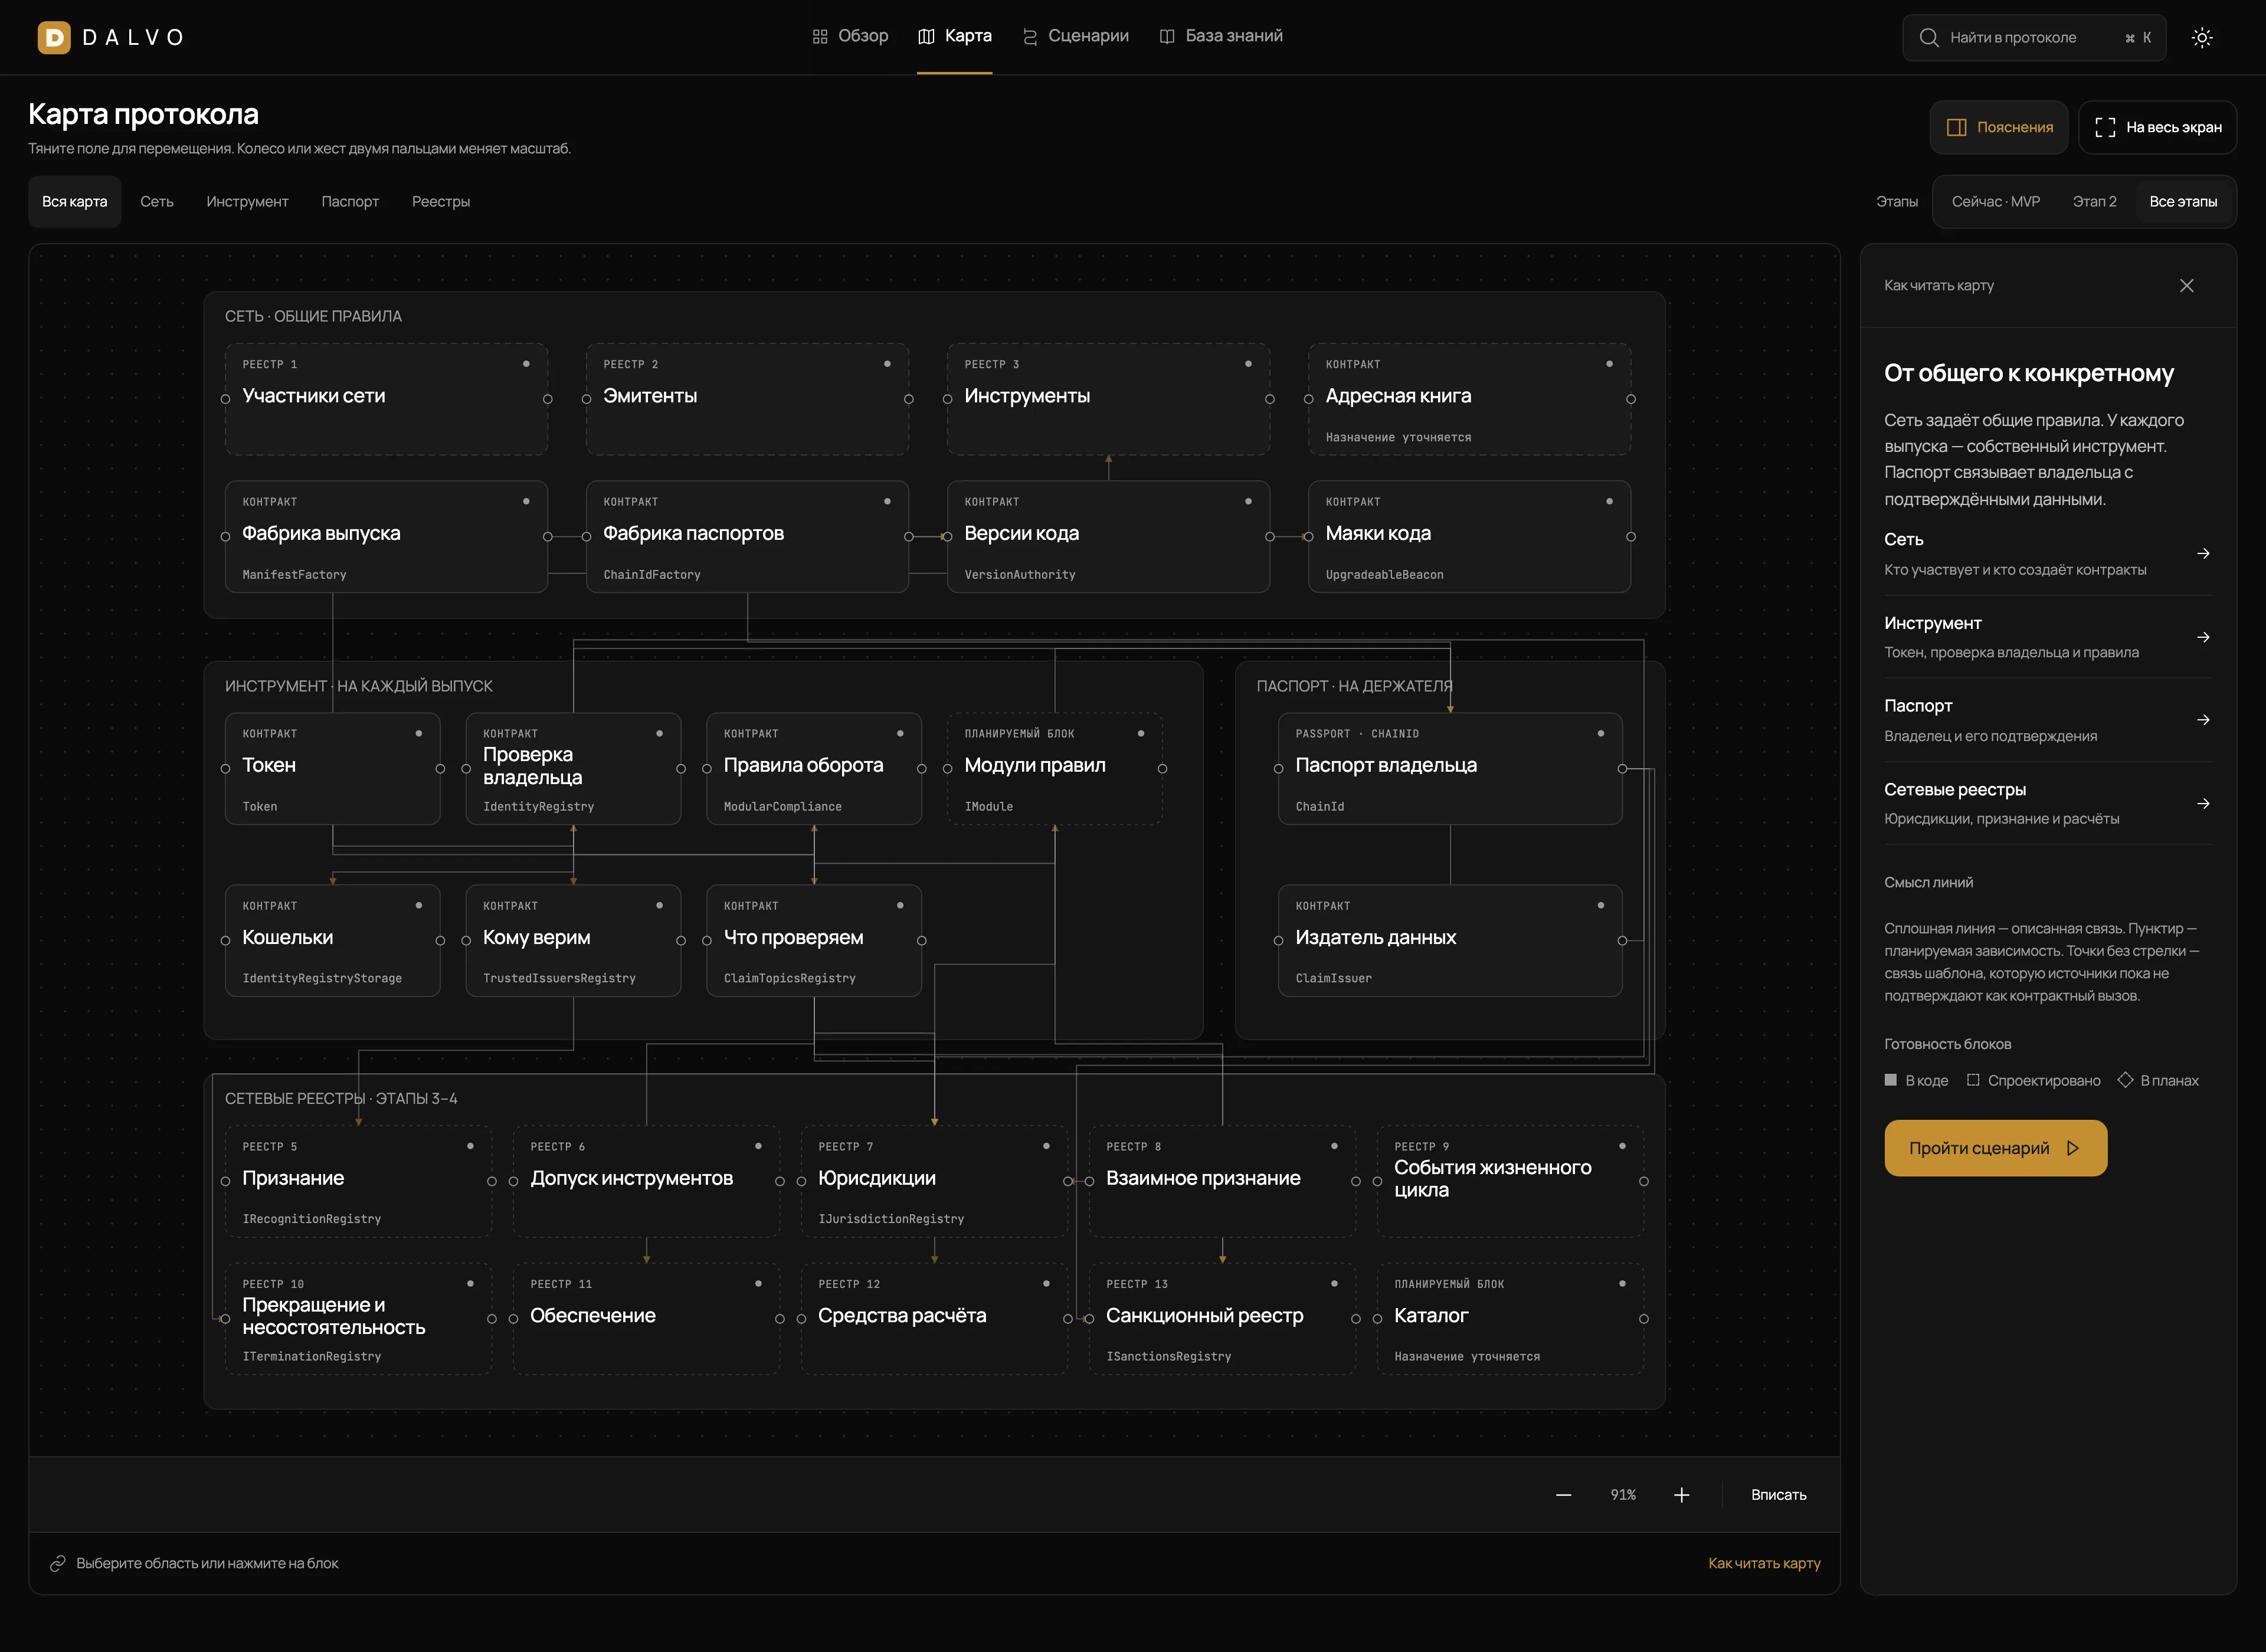 DALVO
Обзор
Карта
Сценарии
База знаний
Найти в протоколе
⌘ K
Карта протокола
Тяните поле для перемещения. Колесо или жест двумя пальцами меняет масштаб.
Пояснения
На весь экран
Вся карта
Сеть
Инструмент
Паспорт
Реестры
Этапы
Сейчас · MVP
Этап 2
Все этапы
СЕТЬ · ОБЩИЕ ПРАВИЛА
РЕЕСТР 1
Участники сети
РЕЕСТР 2
Эмитенты
РЕЕСТР 3
Инструменты
КОНТРАКТ
Адресная книга
Назначение уточняется
КОНТРАКТ
Фабрика выпуска
ManifestFactory
КОНТРАКТ
Фабрика паспортов
ChainIdFactory
КОНТРАКТ
Версии кода
VersionAuthority
КОНТРАКТ
Маяки кода
UpgradeableBeacon
ИНСТРУМЕНТ · НА КАЖДЫЙ ВЫПУСК
КОНТРАКТ
Токен
Token
КОНТРАКТ
Проверка
владельца
IdentityRegistry
КОНТРАКТ
Правила оборота
ModularCompliance
ПЛАНИРУЕМЫЙ БЛОК
Модули правил
IModule
КОНТРАКТ
Кошельки
IdentityRegistryStorage
КОНТРАКТ
Кому верим
TrustedIssuersRegistry
КОНТРАКТ
Что проверяем
ClaimTopicsRegistry
ПАСПОРТ · НА ДЕРЖАТЕЛЯ
PASSPORT · CHAINID
Паспорт владельца
ChainId
КОНТРАКТ
Издатель данных
ClaimIssuer
СЕТЕВЫЕ РЕЕСТРЫ · ЭТАПЫ 3–4
РЕЕСТР 5
Признание
IRecognitionRegistry
РЕЕСТР 6
Допуск инструментов
РЕЕСТР 7
Юрисдикции
IJurisdictionRegistry
РЕЕСТР 8
Взаимное признание
РЕЕСТР 9
События жизненного
цикла
РЕЕСТР 10
Прекращение и
несостоятельность
ITerminationRegistry
РЕЕСТР 11
Обеспечение
РЕЕСТР 12
Средства расчёта
РЕЕСТР 13
Санкционный реестр
ISanctionsRegistry
ПЛАНИРУЕМЫЙ БЛОК
Каталог
Назначение уточняется
91%
Вписать
Выберите область или нажмите на блок
Как читать карту
Как читать карту
От общего к конкретному
Сеть задаёт общие правила. У каждого
выпуска — собственный инструмент.
Паспорт связывает владельца с
подтверждёнными данными.
Сеть
Кто участвует и кто создаёт контракты
Инструмент
Токен, проверка владельца и правила
Паспорт
Владелец и его подтверждения
Сетевые реестры
Юрисдикции, признание и расчёты
Смысл линий
Сплошная линия — описанная связь. Пунктир —
планируемая зависимость. Точки без стрелки —
связь шаблона, которую источники пока не
подтверждают как контрактный вызов.
Готовность блоков
В коде
Спроектировано
В планах
Пройти сценарий